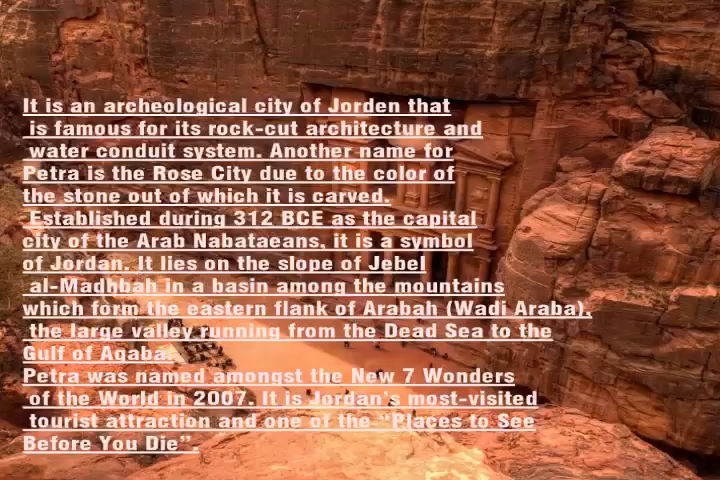 It is an archeological city of Jorden that
is famous for its rock-cut architecture and
water conduit system. Another name for
Petra is the Rose City due to the color of
the stone out of which it is carved.
Established during 312 BCE as the capital
city of the Arab Nabataeans, it is a symbol
of Jordan. It lies on the slope of Jebel
al-Madhbah in a basin among the mountains
which form the eastern flank of Arabah (Wadi Araba),
the large valley running from the Dead Sea to the
Gulf of Aqaba.
Petra was named amongst the New 7 Wonders
of the World in 2007. It is Jordan's most-visited
tourist attraction and one of the "Places to See
Before You Die".